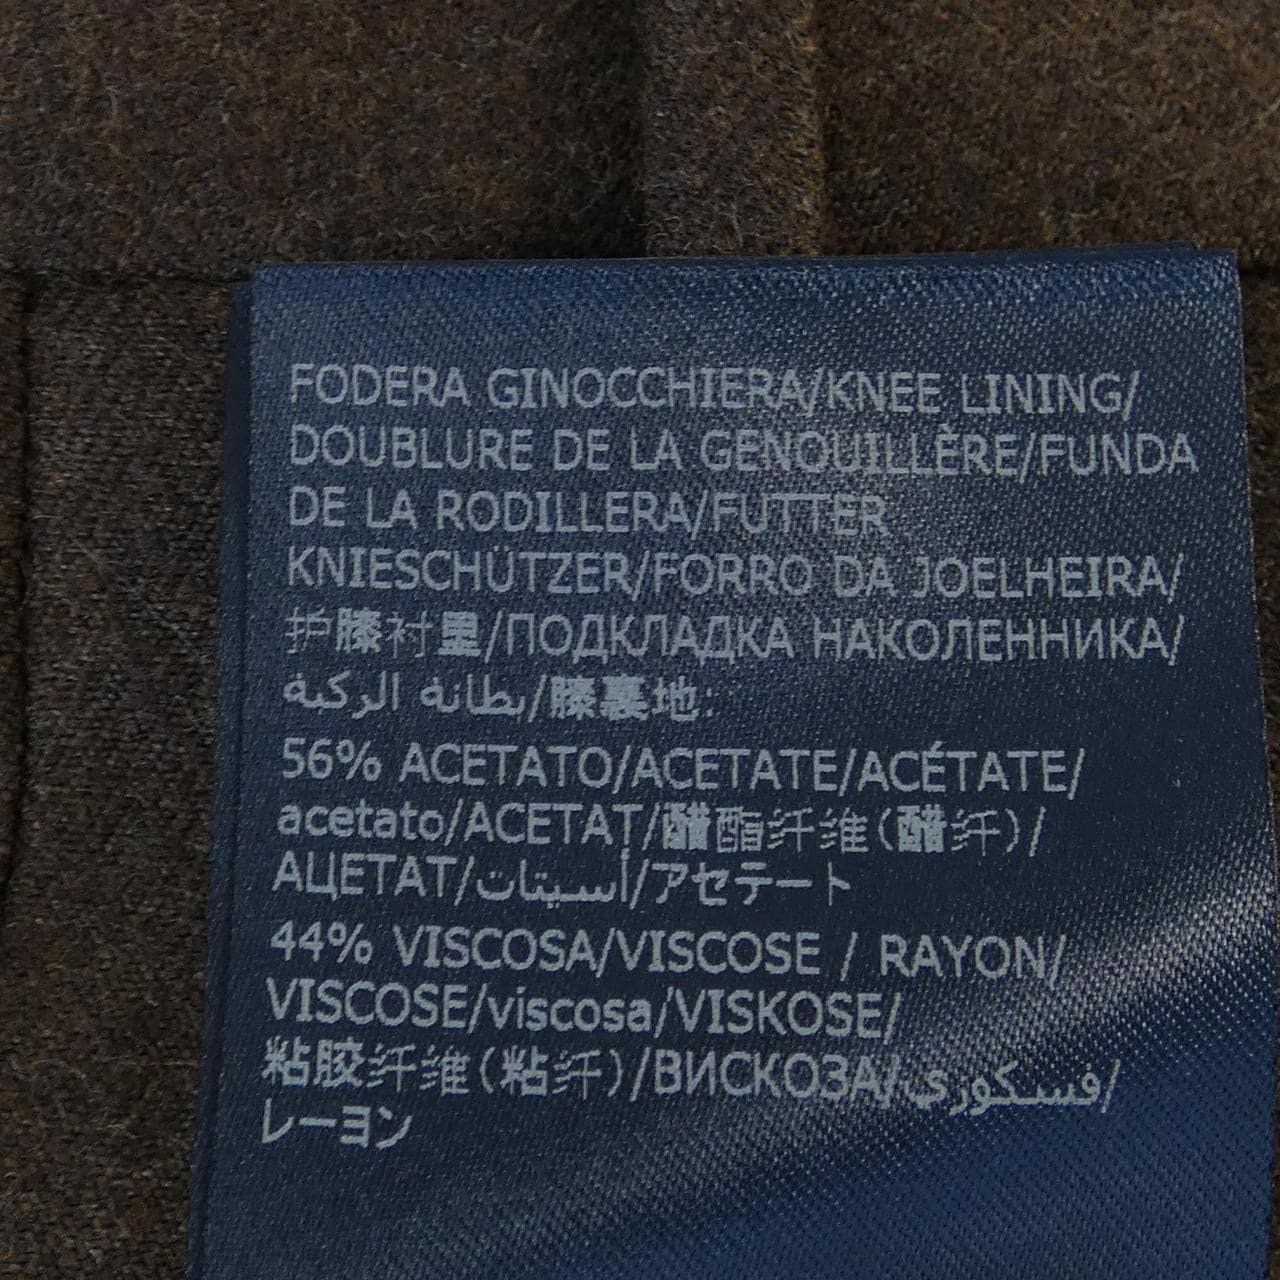 FODERA GINOCCHIERA/KNEE LINING/
DOUBLURE DE LA GENOUILLÈRE/FUNDA
DE LA RODILLERA/FUTTER
KNIESCHÜTZER/FORRO DA JOELHEIRA/
护膝衬里/ПОДКЛАДКА НАКОЛЕННИКА/
بطانة الركبة/膝裏地:
56% ACETATO/ACETATE/ACÉTATE/
acetato/ACETAT/醋酯纤维(醋纤)/
АЦЕТАТ/أسيتات/アセテート
44% VISCOSA/VISCOSE / RAYON/
VISCOSE/viscosa/VISKOSE/
粘胶纤维(粘纤)/ВИСКОЗА/فسكوزي/
レーヨン